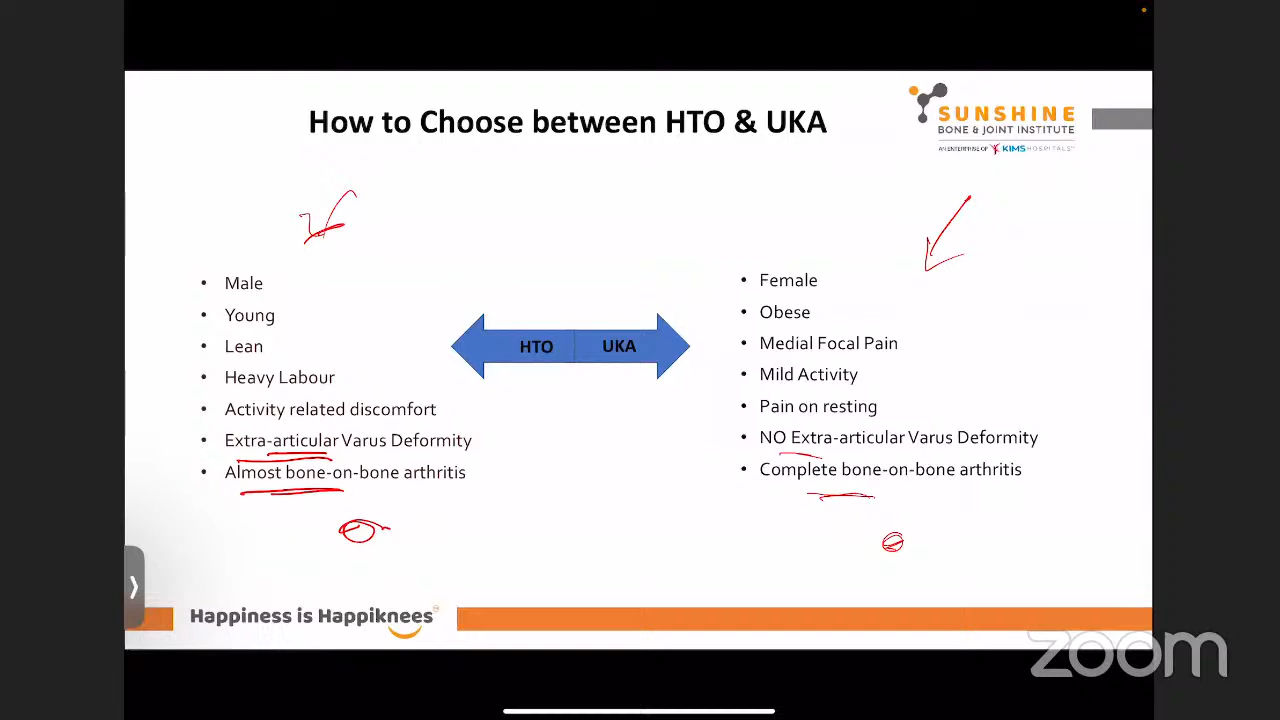 How to Choose between HTO & UKA
SUNSHINE
BONE & JOINT INSTITUTE
AN ENTERPRISE OF KIMS HOSPITALS
• Male
• Young
• Lean
• Heavy Labour
• Activity related discomfort
• Extra-articular Varus Deformity
• Almost bone-on-bone arthritis
HTO UKA
• Female
• Obese
• Medial Focal Pain
• Mild Activity
• Pain on resting
• NO Extra-articular Varus Deformity
• Complete bone-on-bone arthritis
Happiness is Happiknees
zoom